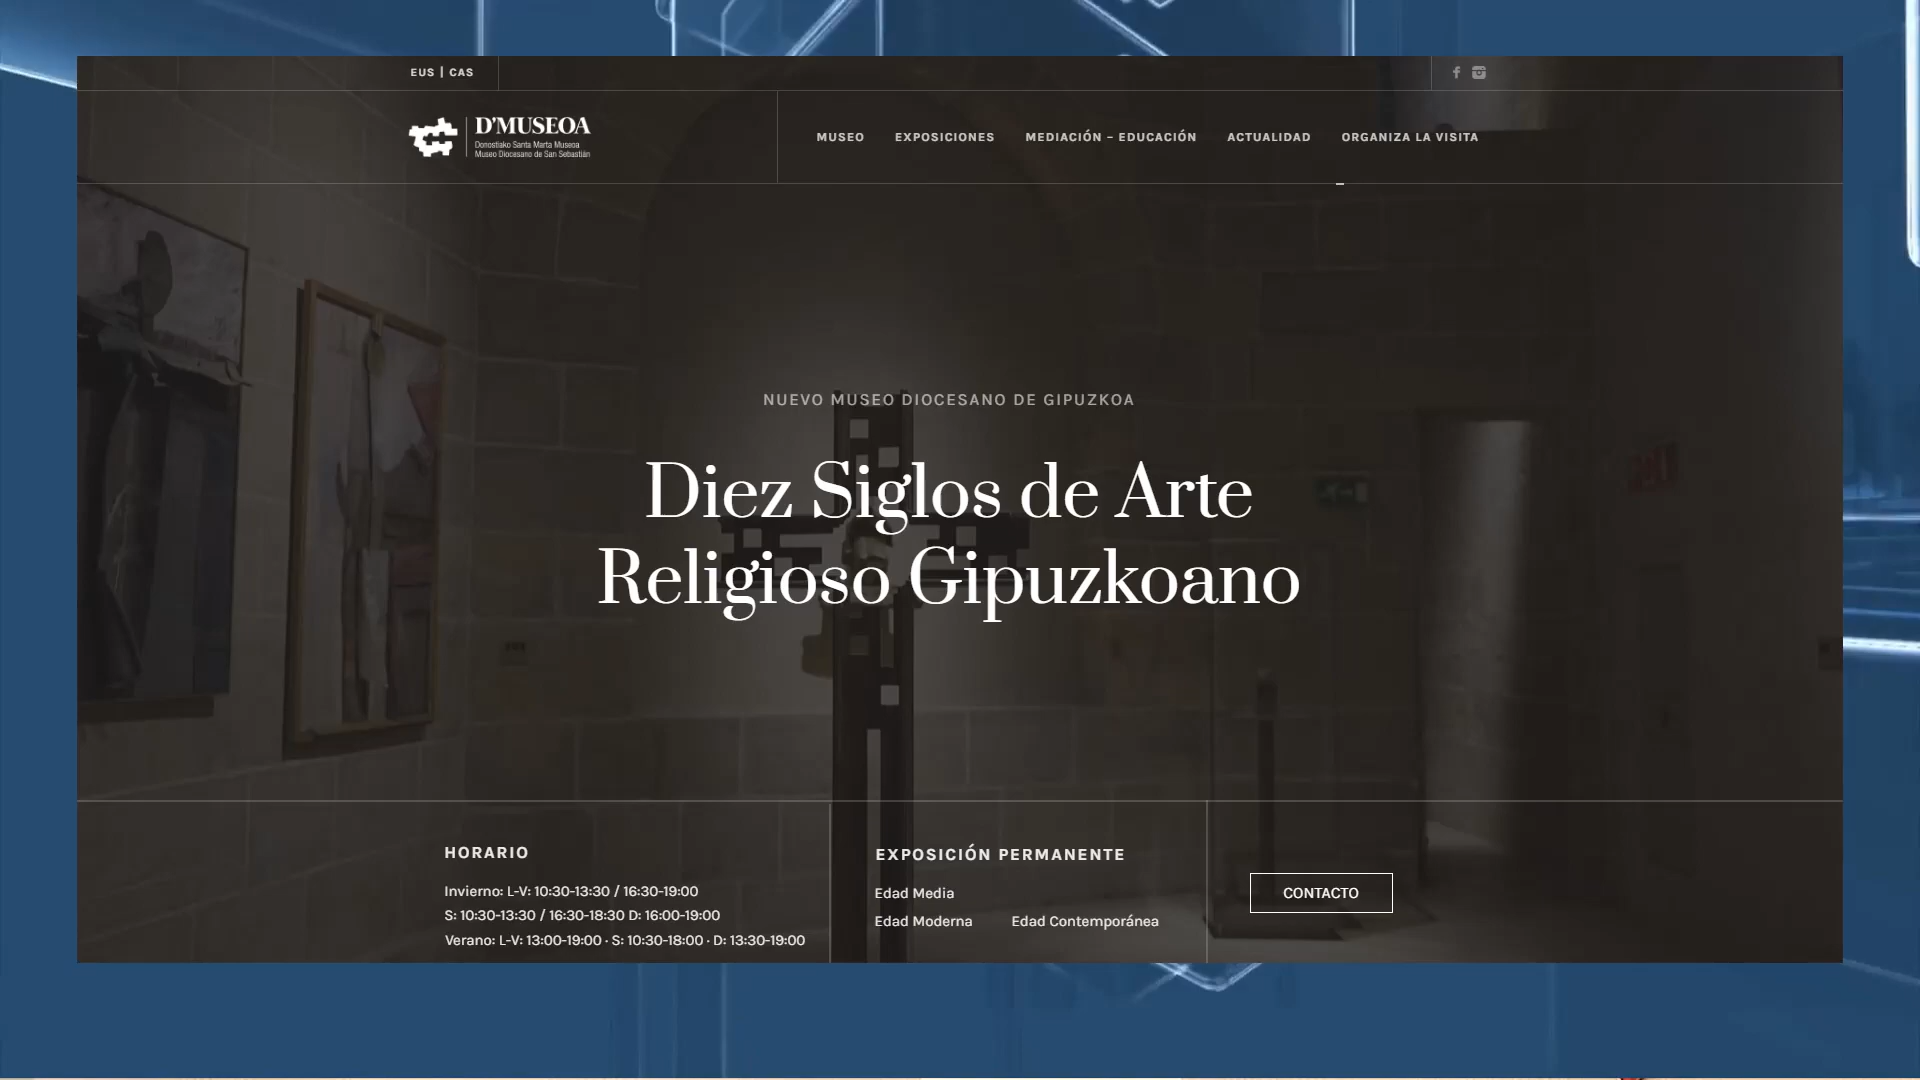 EUS | CAS
D'MUSEOA
Donostiako Santa Marta Museoa
Museo Diocesano de San Sebastián
MUSEO EXPOSICIONES MEDIACIÓN – EDUCACIÓN ACTUALIDAD ORGANIZA LA VISITA
NUEVO MUSEO DIOCESANO DE GIPUZKOA
Diez Siglos de Arte
Religioso Gipuzkoano
HORARIO
Invierno: L-V: 10:30-13:30 / 16:30-19:00
S: 10:30-13:30 / 16:30-18:30 D: 16:00-19:00
Verano: L-V: 13:00-19:00 · S: 10:30-18:00 · D: 13:30-19:00
EXPOSICIÓN PERMANENTE
Edad Media
Edad Moderna Edad Contemporánea
CONTACTO